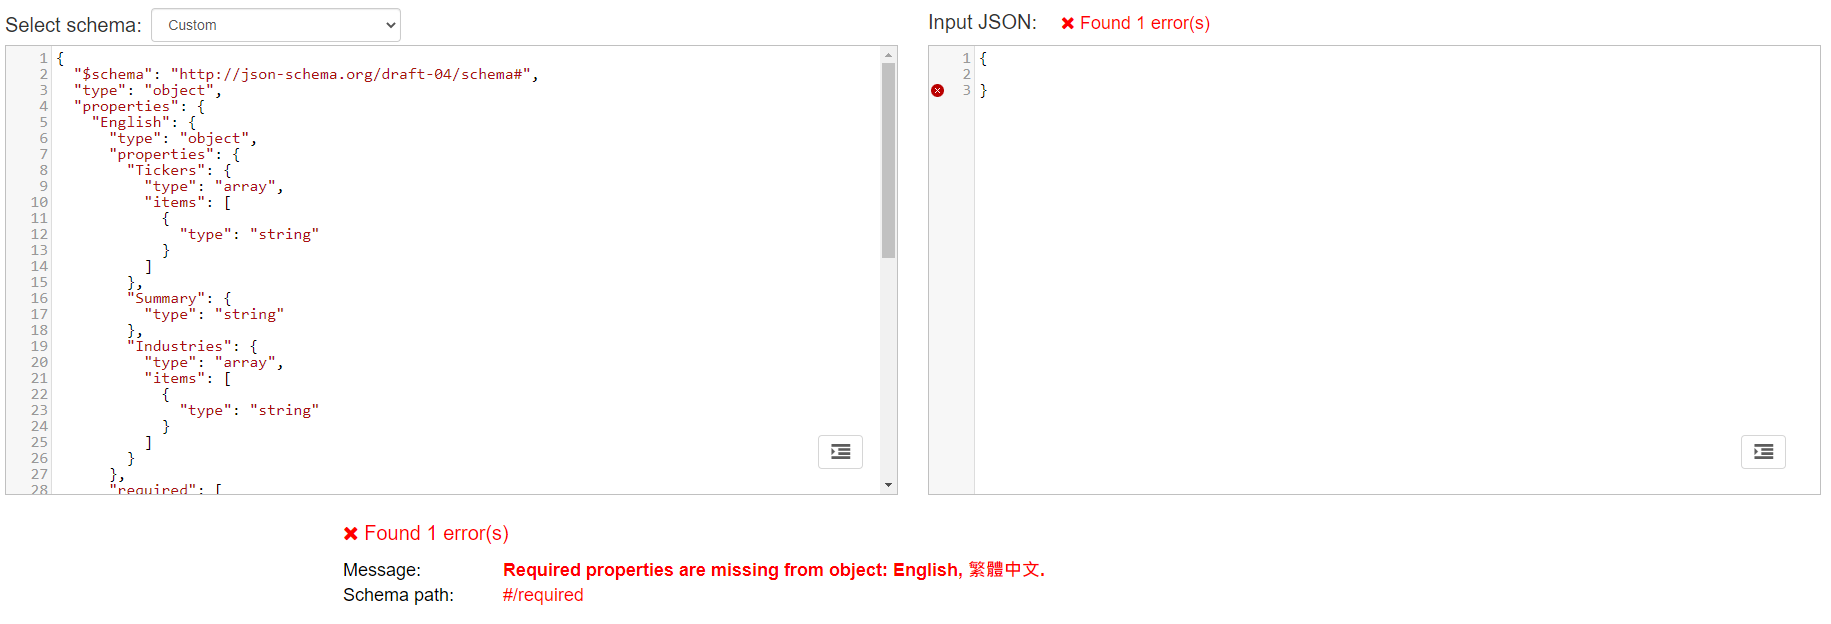 Select schema: Custom
1 {
2 "$schema": "http://json-schema.org/draft-04/schema#",
3 "type": "object",
4 "properties": {
5 "English": {
6 "type": "object",
7 "properties": {
8 "Tickers": {
9 "type": "array",
10 "items": [
11 {
12 "type": "string"
13 }
14 ]
15 },
16 "Summary": {
17 "type": "string"
18 },
19 "Industries": {
20 "type": "array",
21 "items": [
22 {
23 "type": "string"
24 }
25 ]
26 }
27 },
28 "required": [
Input JSON: Found 1 error(s)
1 {
2
3 }
Found 1 error(s)
Message: Required properties are missing from object: English, 繁體中文.
Schema path: #/required